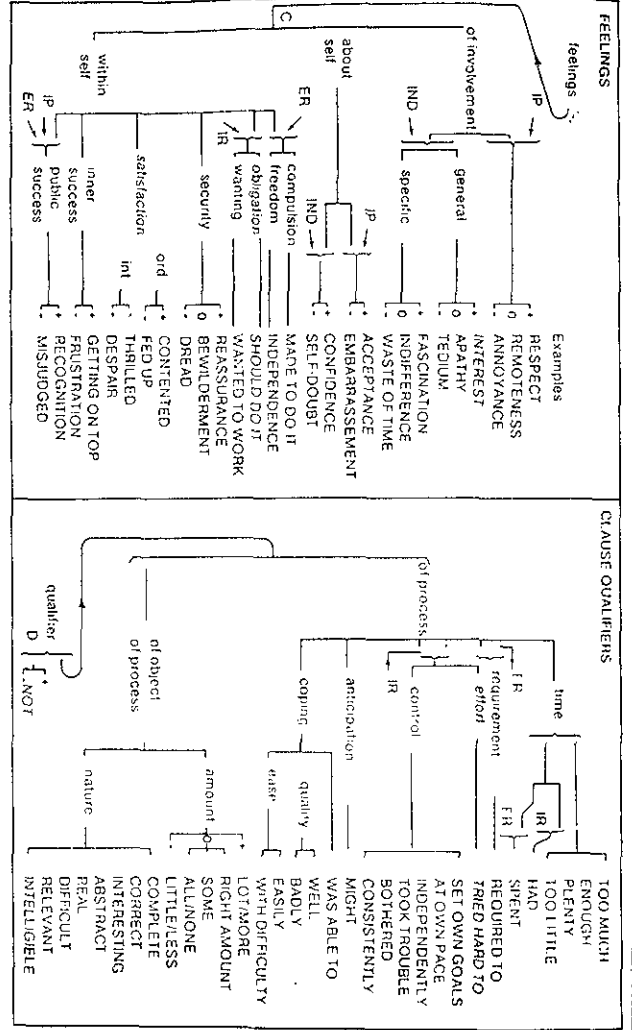 FEELINGS
feelings
C
of involvement
IP
IND
general
specific
about
self
IP
IND
within
self
ER
compulsion
freedom
obligation
wanting
IR
security
satisfaction
ord
int
inner
success
public
success
IP
ER
Examples
+ RESPECT
0 REMOTENESS
- ANNOYANCE
+ INTEREST
0 APATHY
- TEDIUM
+ FASCINATION
0 INDIFFERENCE
- WASTE OF TIME
+ ACCEPTANCE
- EMBARRASSEMENT
+ CONFIDENCE
- SELF-DOUBT
MADE TO DO IT
INDEPENDENCE
SHOULD DO IT
WANTED TO WORK
+ REASSURANCE
0 BEWILDERMENT
- DREAD
+ CONTENTED
- FED UP
+ THRILLED
- DESPAIR
+ GETTING ON TOP
- FRUSTRATION
+ RECOGNITION
- MISJUDGED
CLAUSE QUALIFIERS
qualifier
D
+
- NOT
of process
of object
of process
time
IR
ER
requirement
effort
ER
control
IR
anticipation
coping
quality
ease
amount
nature
TOO MUCH
ENOUGH
PLENTY
TOO LITTLE
HAD
SPENT
REQUIRED TO
TRIED HARD TO
SET OWN GOALS
AT OWN PACE
INDEPENDENTLY
TOOK TROUBLE
BOTHERED
CONSISTENTLY
MIGHT
WAS ABLE TO
WELL
BADLY
EASILY
WITH DIFFICULTY
+ LOT/MORE
RIGHT AMOUNT
0 SOME
ALL/NONE
- LITTLE/LESS
COMPLETE
CORRECT
INTERESTING
ABSTRACT
REAL
DIFFICULT
RELEVANT
INTELLIGIBLE